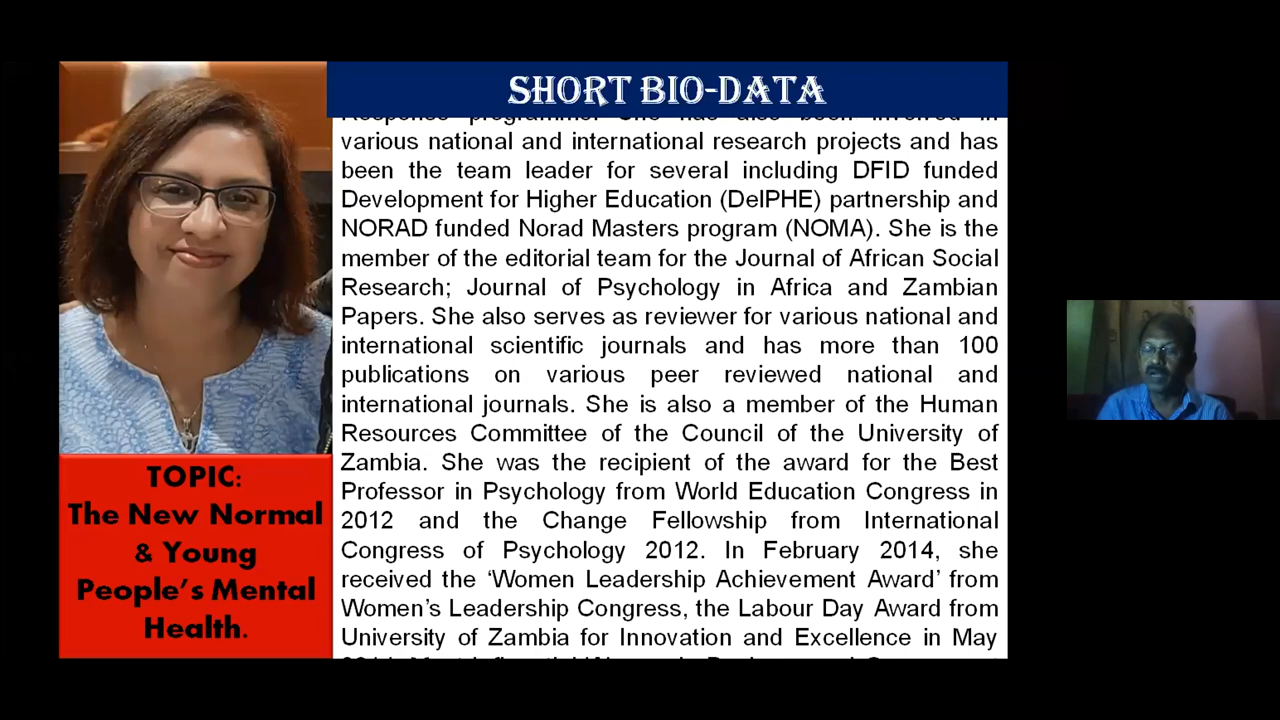 SHORT BIO-DATA
Response programme. She has also been involved in
various national and international research projects and has
been the team leader for several including DFID funded
Development for Higher Education (DelPHE) partnership and
NORAD funded Norad Masters program (NOMA). She is the
member of the editorial team for the Journal of African Social
Research; Journal of Psychology in Africa and Zambian
Papers. She also serves as reviewer for various national and
international scientific journals and has more than 100
publications on various peer reviewed national and
international journals. She is also a member of the Human
Resources Committee of the Council of the University of
Zambia. She was the recipient of the award for the Best
Professor in Psychology from World Education Congress in
2012 and the Change Fellowship from International
Congress of Psychology 2012. In February 2014, she
received the ‘Women Leadership Achievement Award’ from
Women’s Leadership Congress, the Labour Day Award from
University of Zambia for Innovation and Excellence in May
TOPIC:
The New Normal
& Young
People’s Mental
Health.